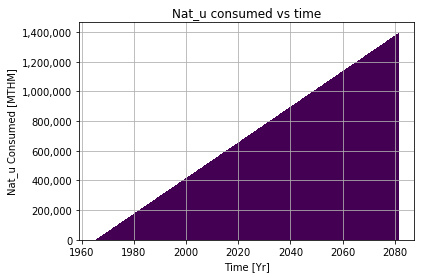 Nat_u consumed vs time
Nat_u Consumed [MTHM]
1,400,000
1,200,000
1,000,000
800,000
600,000
400,000
200,000
0
1960 1980 2000 2020 2040 2060 2080
Time [Yr]